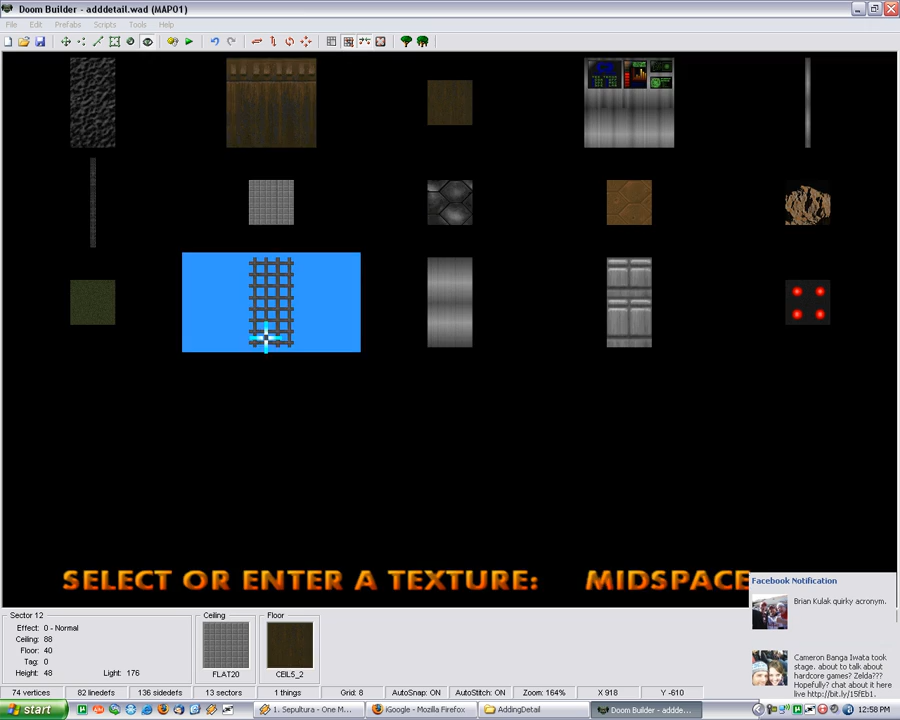 Doom Builder - adddetail.wad (MAP01)
File Edit Prefabs Scripts Tools Help
SELECT OR ENTER A TEXTURE: MIDSPACE
Facebook Notification
Brian Kulak quirky acronym.
Cameron Banga Iwata took
stage. about to talk about
hardcore games? Zelda???
Hopefully? chat about it here
live http://bit.ly/15fEb1.
Sector 12
Effect: 0 - Normal
Ceiling: 88
Floor: 40
Tag: 0
Height: 48 Light: 176
Ceiling
FLAT20
Floor
CEIL5_2
74 vertices 82 linedefs 136 sidedefs 13 sectors 1 things Grid: 8 AutoSnap: ON AutoStitch: ON Zoom: 164% X 918 Y -610
start 1. Sepultura - One M... iGoogle - Mozilla Firefox AddingDetail Doom Builder - addde... 12:58 PM